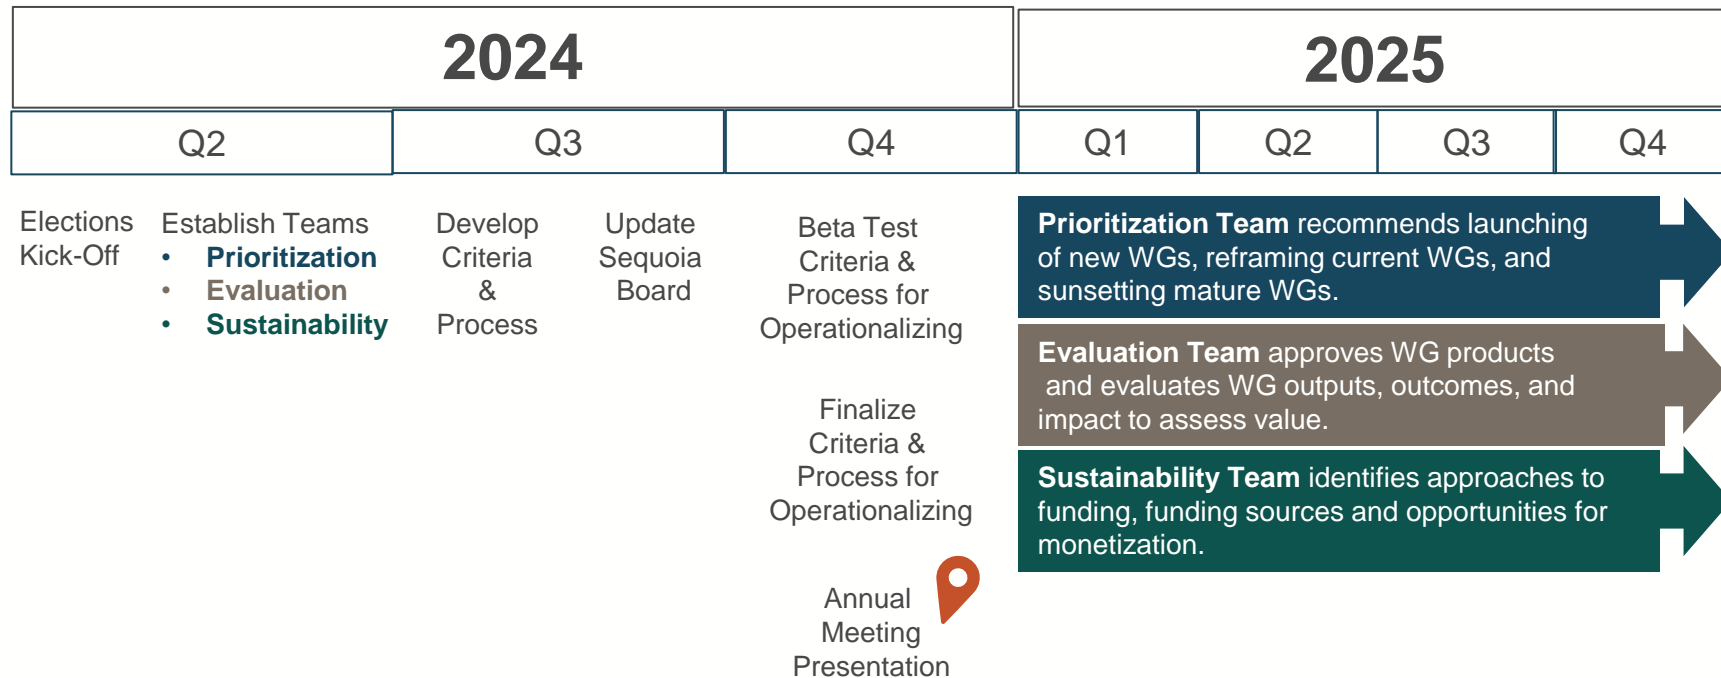 2024
2025
Q2
Q3
Q4
Q1
Q2
Q3
Q4
Elections
Kick-Off
Establish Teams
• Prioritization
• Evaluation
• Sustainability
Develop
Criteria
&
Process
Update
Sequoia
Board
Beta Test
Criteria &
Process for
Operationalizing
Finalize
Criteria &
Process for
Operationalizing
Annual
Meeting
Presentation
Prioritization Team recommends launching
of new WGs, reframing current WGs, and
sunsetting mature WGs.
Evaluation Team approves WG products
and evaluates WG outputs, outcomes, and
impact to assess value.
Sustainability Team identifies approaches to
funding, funding sources and opportunities for
monetization.